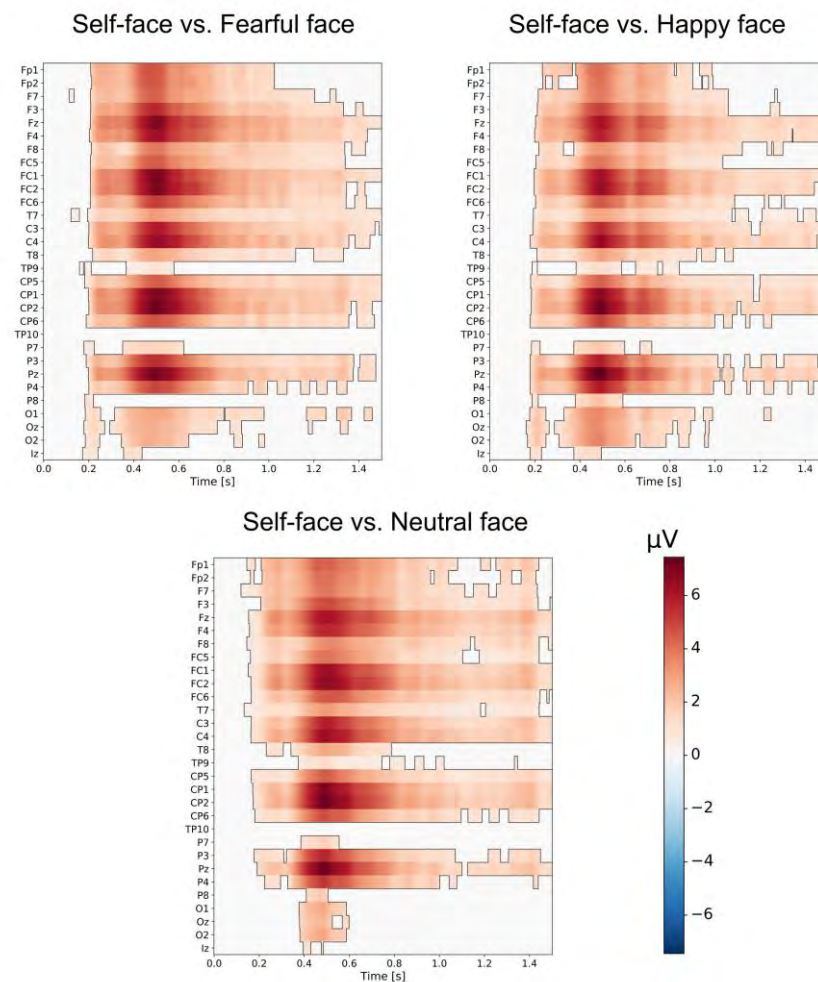 Self-face vs. Fearful face
Fp1
Fp2
F7
F3
Fz
F4
F8
FC5
FC1
FC2
FC6
T7
C3
C4
T8
TP9
CP5
CP1
CP2
CP6
TP10
P7
P3
Pz
P4
P8
O1
Oz
O2
Iz
0.0 0.2 0.4 0.6 0.8 1.0 1.2 1.4
Time [s]
Self-face vs. Happy face
Fp1
Fp2
F7
F3
Fz
F4
F8
FC5
FC1
FC2
FC6
T7
C3
C4
T8
TP9
CP5
CP1
CP2
CP6
TP10
P7
P3
Pz
P4
P8
O1
Oz
O2
Iz
0.0 0.2 0.4 0.6 0.8 1.0 1.2 1.4
Time [s]
Self-face vs. Neutral face
Fp1
Fp2
F7
F3
Fz
F4
F8
FC5
FC1
FC2
FC6
T7
C3
C4
T8
TP9
CP5
CP1
CP2
CP6
TP10
P7
P3
Pz
P4
P8
O1
Oz
O2
Iz
0.0 0.2 0.4 0.6 0.8 1.0 1.2 1.4
Time [s]
μV
6
4
2
0
−2
−4
−6